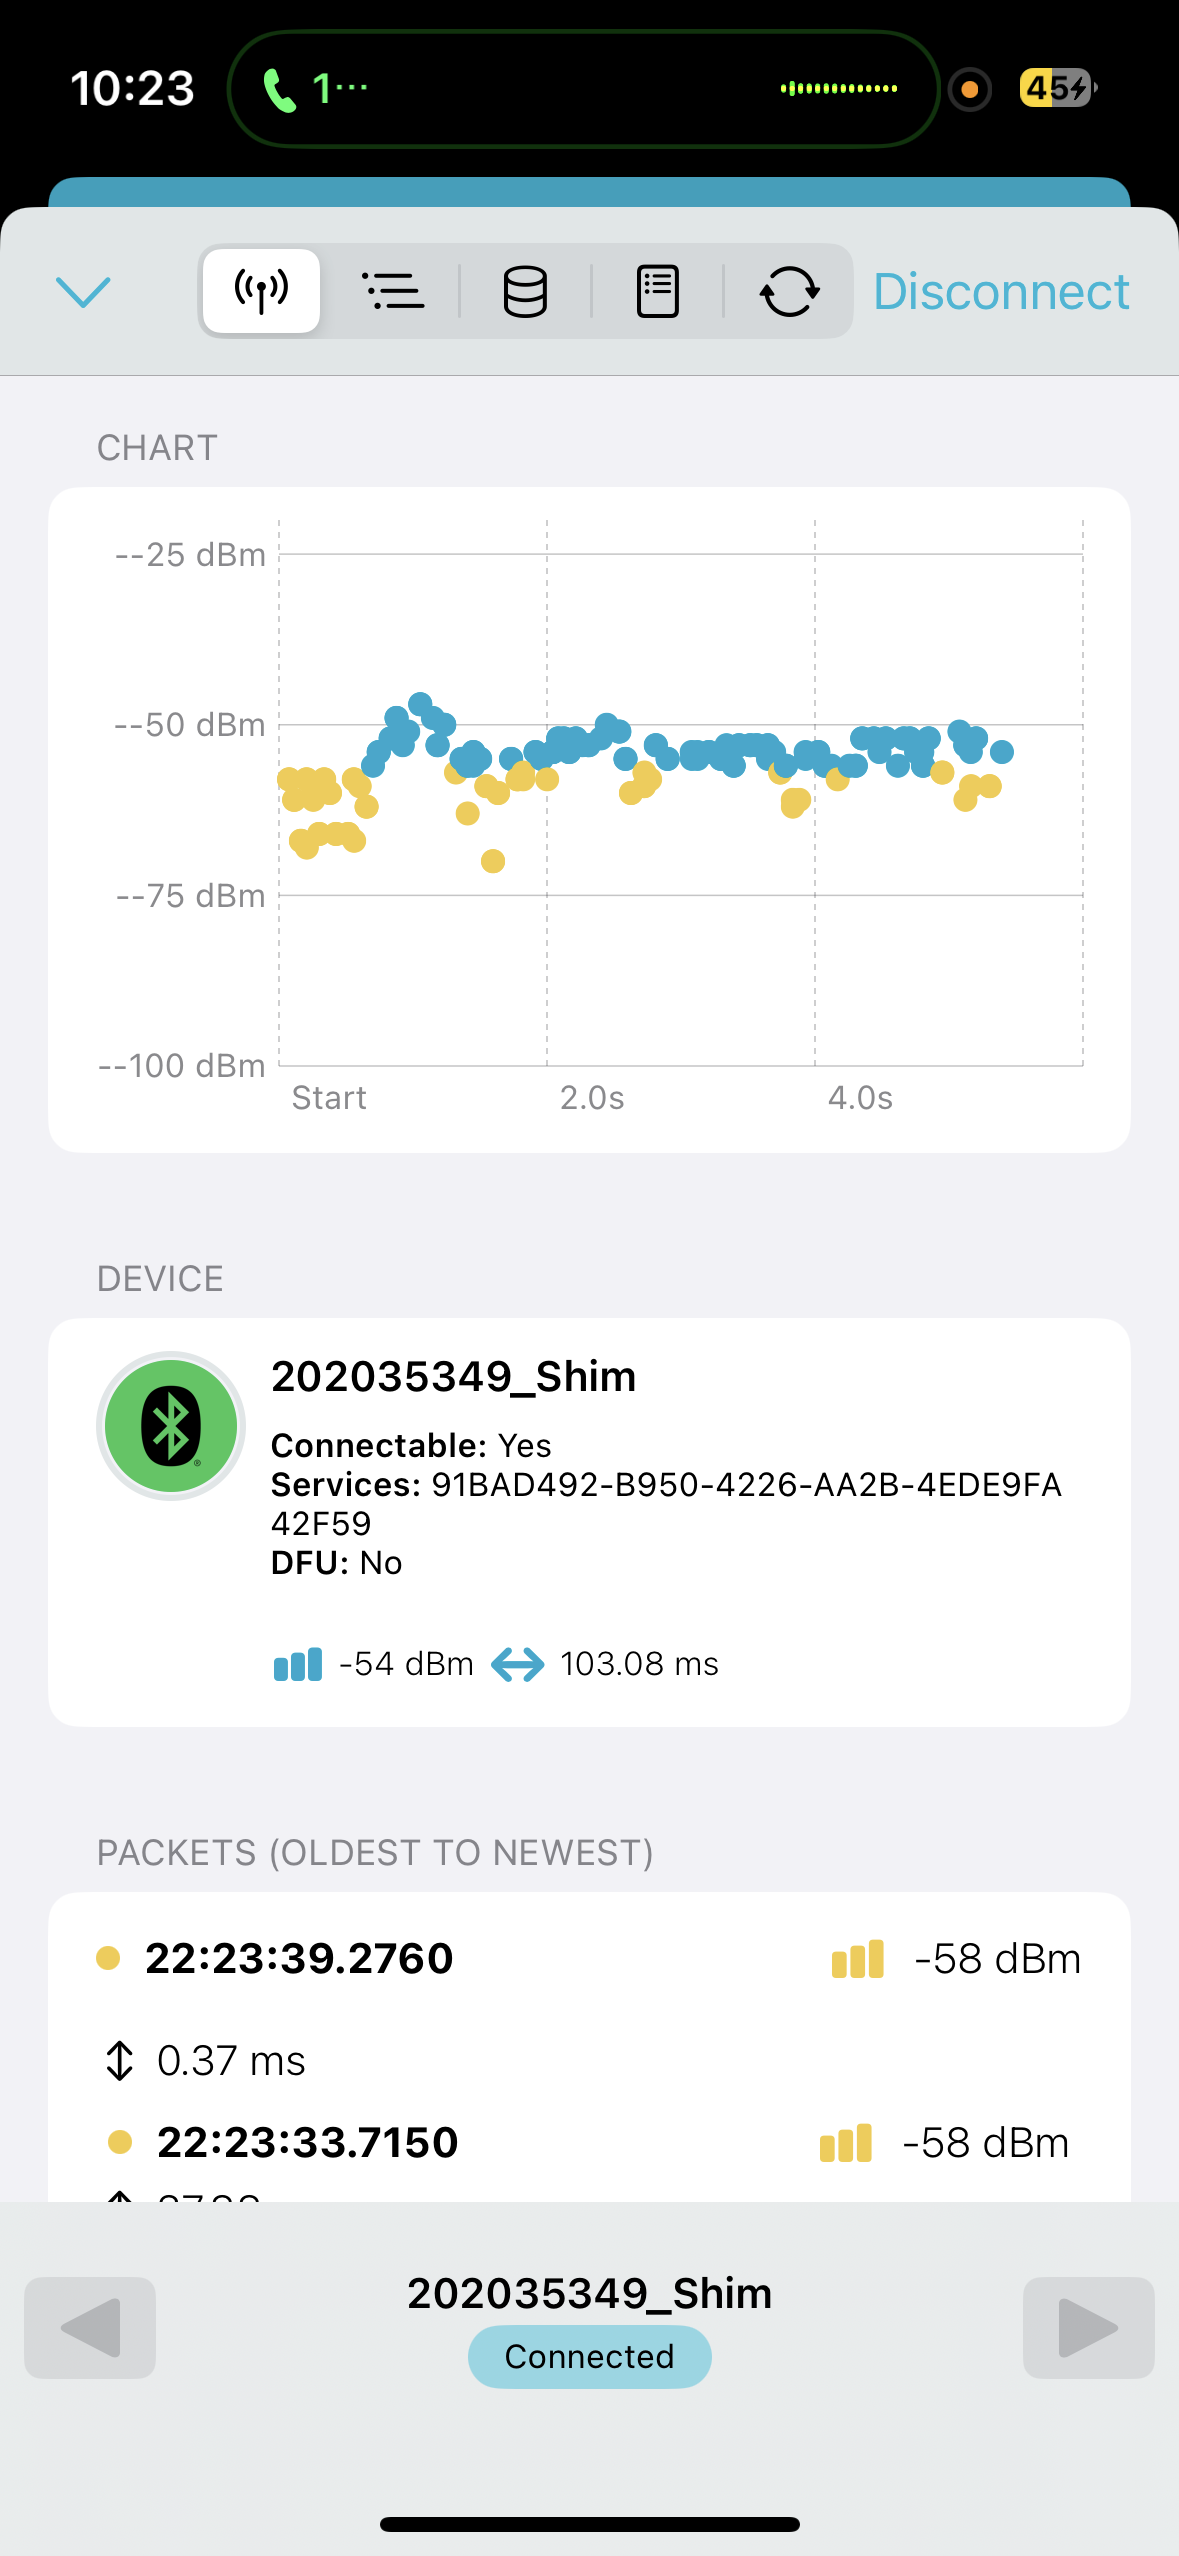 10:23
1...
45
Disconnect
CHART
--25 dBm
--50 dBm
--75 dBm
--100 dBm
Start 2.0s 4.0s
DEVICE
202035349_Shim
Connectable: Yes
Services: 91BAD492-B950-4226-AA2B-4EDE9FA
42F59
DFU: No
-54 dBm 103.08 ms
PACKETS (OLDEST TO NEWEST)
22:23:39.2760 -58 dBm
0.37 ms
22:23:33.7150 -58 dBm
202035349_Shim
Connected